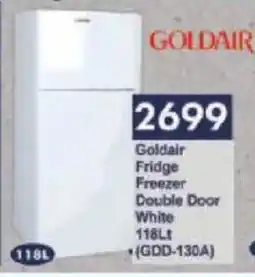 GOLDAIR
2699
Goldair
Fridge
Freezer
Double Door
White
118Lt
•(GDD-130A)
118L